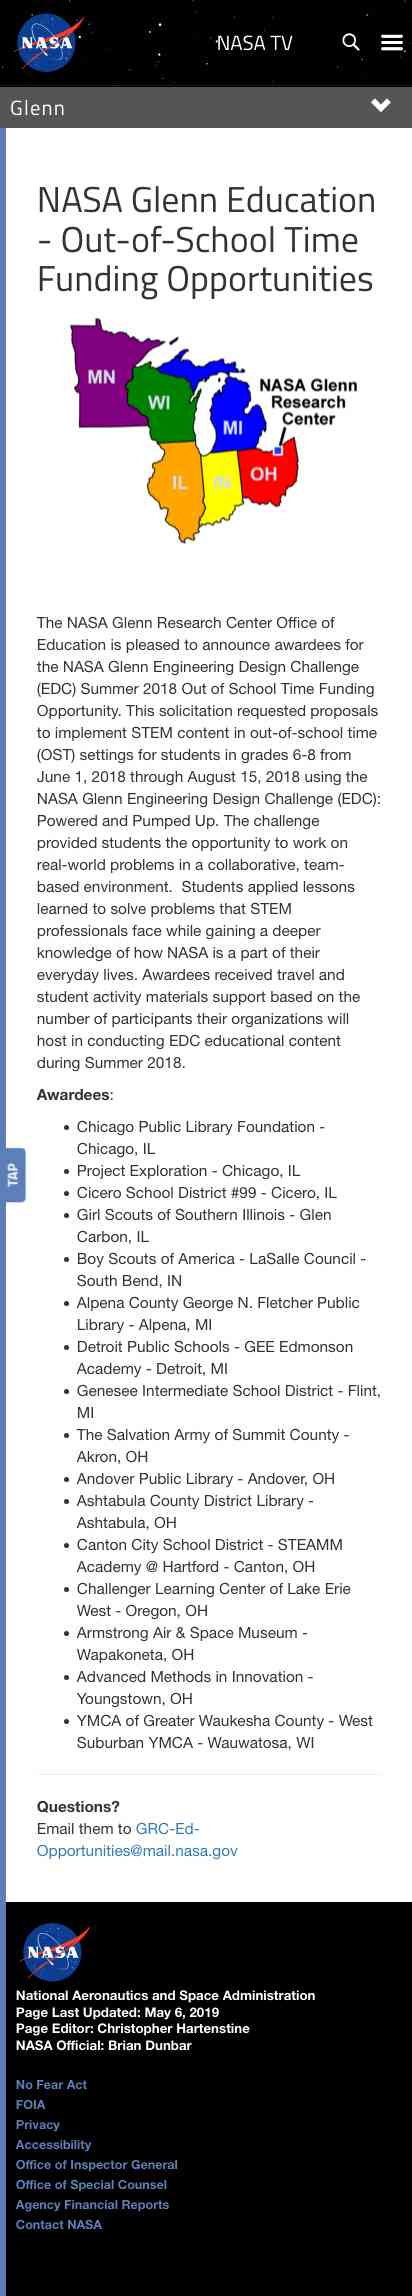 NASA
NASA TV
Glenn
NASA Glenn Education
- Out-of-School Time
Funding Opportunities
MN
WI
MI
IL
IN
OH
NASA Glenn
Research
Center
The NASA Glenn Research Center Office of
Education is pleased to announce awardees for
the NASA Glenn Engineering Design Challenge
(EDC) Summer 2018 Out of School Time Funding
Opportunity. This solicitation requested proposals
to implement STEM content in out-of-school time
(OST) settings for students in grades 6-8 from
June 1, 2018 through August 15, 2018 using the
NASA Glenn Engineering Design Challenge (EDC):
Powered and Pumped Up. The challenge
provided students the opportunity to work on
real-world problems in a collaborative, team-
based environment.  Students applied lessons
learned to solve problems that STEM
professionals face while gaining a deeper
knowledge of how NASA is a part of their
everyday lives. Awardees received travel and
student activity materials support based on the
number of participants their organizations will
host in conducting EDC educational content
during Summer 2018.
Awardees:
• Chicago Public Library Foundation -
Chicago, IL
• Project Exploration - Chicago, IL
• Cicero School District #99 - Cicero, IL
• Girl Scouts of Southern Illinois - Glen
Carbon, IL
• Boy Scouts of America - LaSalle Council -
South Bend, IN
• Alpena County George N. Fletcher Public
Library - Alpena, MI
• Detroit Public Schools - GEE Edmonson
Academy - Detroit, MI
• Genesee Intermediate School District - Flint,
MI
• The Salvation Army of Summit County -
Akron, OH
• Andover Public Library - Andover, OH
• Ashtabula County District Library -
Ashtabula, OH
• Canton City School District - STEAMM
Academy @ Hartford - Canton, OH
• Challenger Learning Center of Lake Erie
West - Oregon, OH
• Armstrong Air & Space Museum -
Wapakoneta, OH
• Advanced Methods in Innovation -
Youngstown, OH
• YMCA of Greater Waukesha County - West
Suburban YMCA - Wauwatosa, WI
TAP
Questions?
Email them to GRC-Ed-
Opportunities@mail.nasa.gov
NASA
National Aeronautics and Space Administration
Page Last Updated: May 6, 2019
Page Editor: Christopher Hartenstine
NASA Official: Brian Dunbar
No Fear Act
FOIA
Privacy
Accessibility
Office of Inspector General
Office of Special Counsel
Agency Financial Reports
Contact NASA